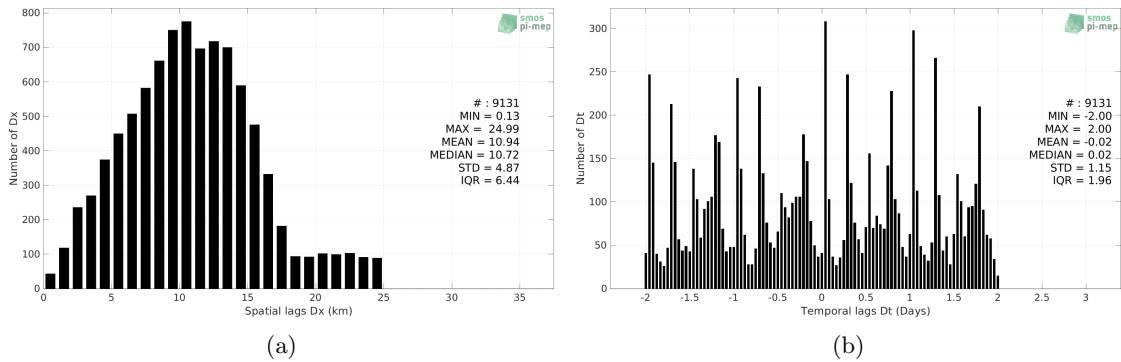 800
700
600
500
400
300
200
100
0
Number of Dx
0 5 10 15 20 25 30 35
Spatial lags Dx (km)
smos
pi-mep
# : 9131
MIN = 0.13
MAX = 24.99
MEAN = 10.94
MEDIAN = 10.72
STD = 4.87
IQR = 6.44
(a)
300
250
200
150
100
50
0
Number of Dt
-2 -1.5 -1 -0.5 0 0.5 1 1.5 2 2.5 3
Temporal lags Dt (Days)
smos
pi-mep
# : 9131
MIN = -2.00
MAX = 2.00
MEAN = -0.02
MEDIAN = 0.02
STD = 1.15
IQR = 1.96
(b)